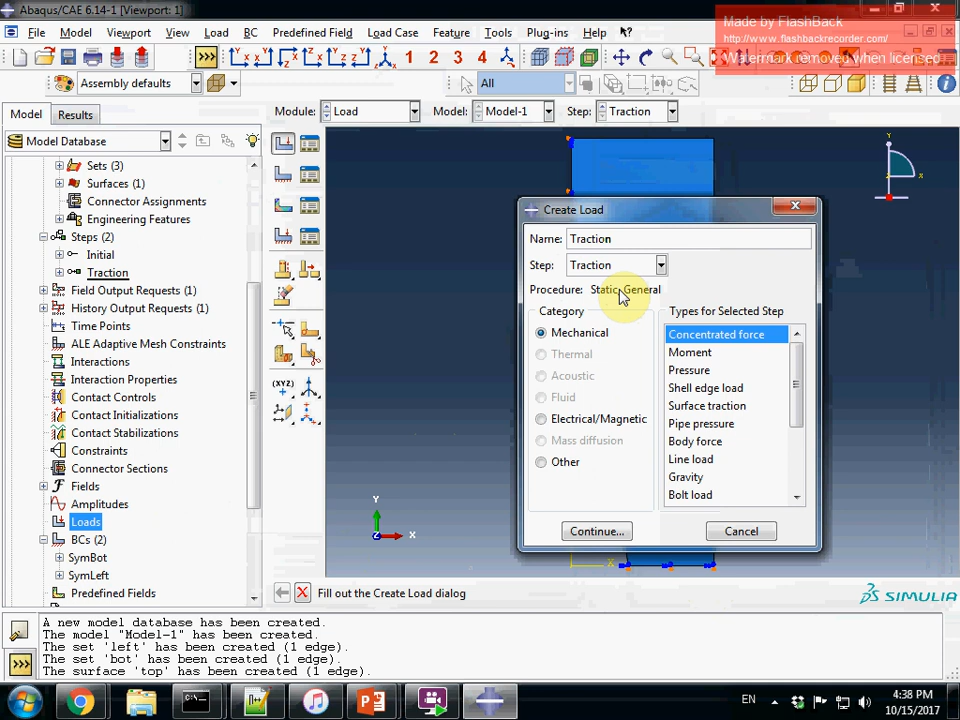 Abaqus/CAE 6.14-1 [Viewport: 1]
Made by FlashBack
http://www.flashbackrecorder.com/
Watermark removed when licensed
File Model Viewport View Load BC Predefined Field Load Case Feature Tools Plug-ins Help
1 2 3 4
Assembly defaults
All
Model Results
Module: Load Model: Model-1 Step: Traction
Model Database
Sets (3)
Surfaces (1)
Connector Assignments
Engineering Features
Steps (2)
Initial
Traction
Field Output Requests (1)
History Output Requests (1)
Time Points
ALE Adaptive Mesh Constraints
Interactions
Interaction Properties
Contact Controls
Contact Initializations
Contact Stabilizations
Constraints
Connector Sections
Fields
Amplitudes
Loads
BCs (2)
SymBot
SymLeft
Predefined Fields
(XYZ)
Y
X
Y
X
Z
X
Create Load
Name: Traction
Step: Traction
Procedure: Static, General
Category
Mechanical
Thermal
Acoustic
Fluid
Electrical/Magnetic
Mass diffusion
Other
Types for Selected Step
Concentrated force
Moment
Pressure
Shell edge load
Surface traction
Pipe pressure
Body force
Line load
Gravity
Bolt load
Continue... Cancel
Fill out the Create Load dialog
SIMULIA
A new model database has been created.
The model "Model-1" has been created.
The set 'left' has been created (1 edge).
The set 'bot' has been created (1 edge).
The surface 'top' has been created (1 edge).
EN
4:38 PM
10/15/2017